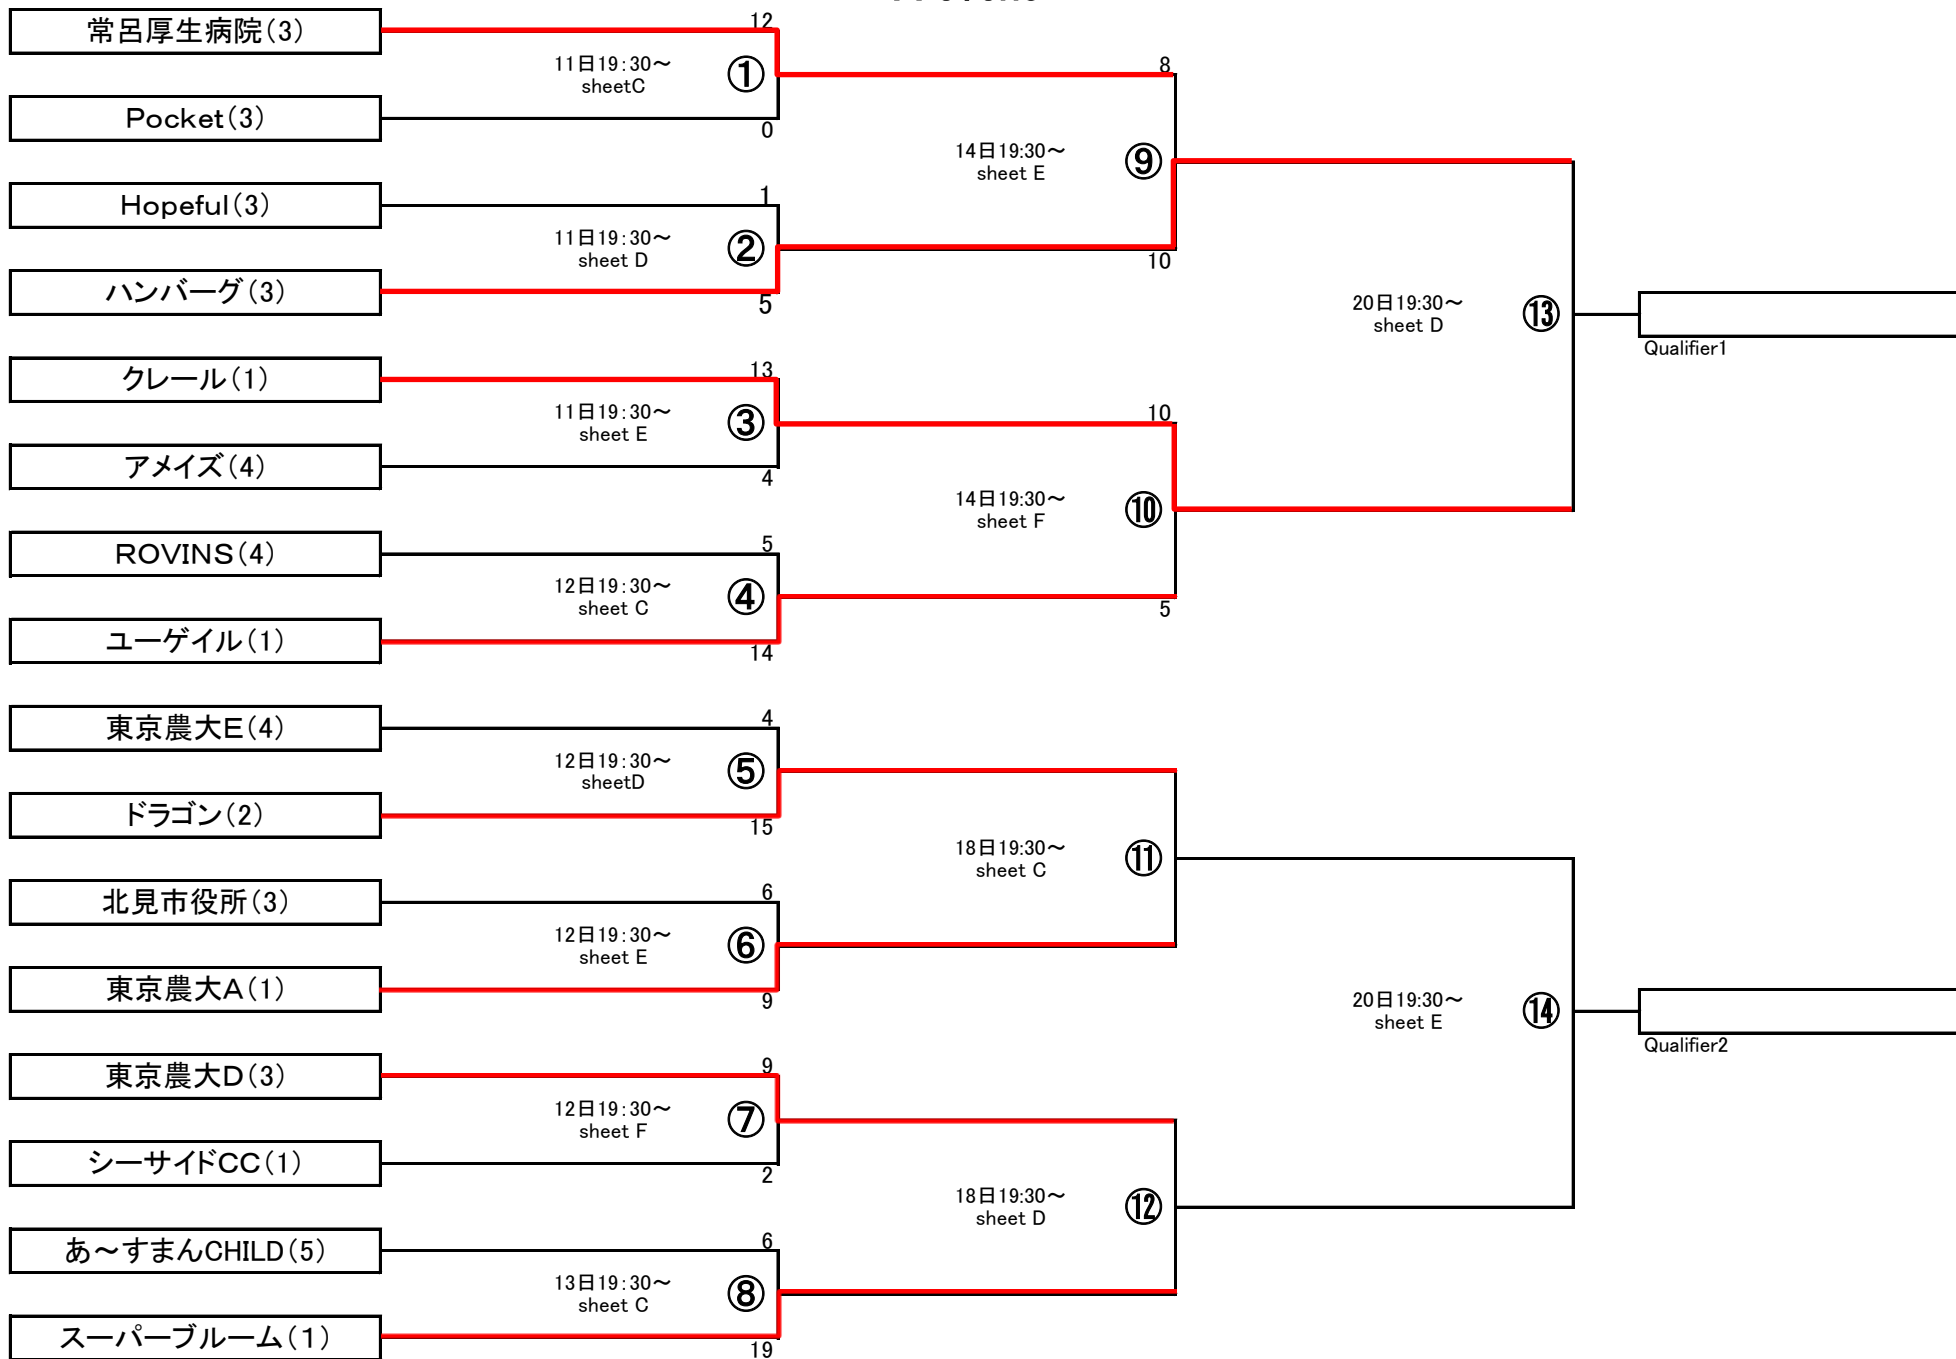 常呂厚生病院(3)
12
11日19:30～
sheetC
①
8
Pocket(3)
0
14日19:30～
sheet E
⑨
Hopeful(3)
1
11日19:30～
sheet D
②
10
ハンバーグ(3)
5
20日19:30～
sheet D
⑬
Qualifier1
クレール(1)
13
11日19:30～
sheet E
③
10
アメイズ(4)
4
14日19:30～
sheet F
⑩
ROVINS(4)
5
12日19:30～
sheet C
④
5
ユーゲイル(1)
14
東京農大E(4)
4
12日19:30～
sheetD
⑤
ドラゴン(2)
15
18日19:30～
sheet C
⑪
北見市役所(3)
6
12日19:30～
sheet E
⑥
東京農大A(1)
9
20日19:30～
sheet E
⑭
Qualifier2
東京農大D(3)
9
12日19:30～
sheet F
⑦
シーサイドCC(1)
2
18日19:30～
sheet D
⑫
あ～すまんCHILD(5)
6
13日19:30～
sheet C
⑧
スーパーブルーム(1)
19